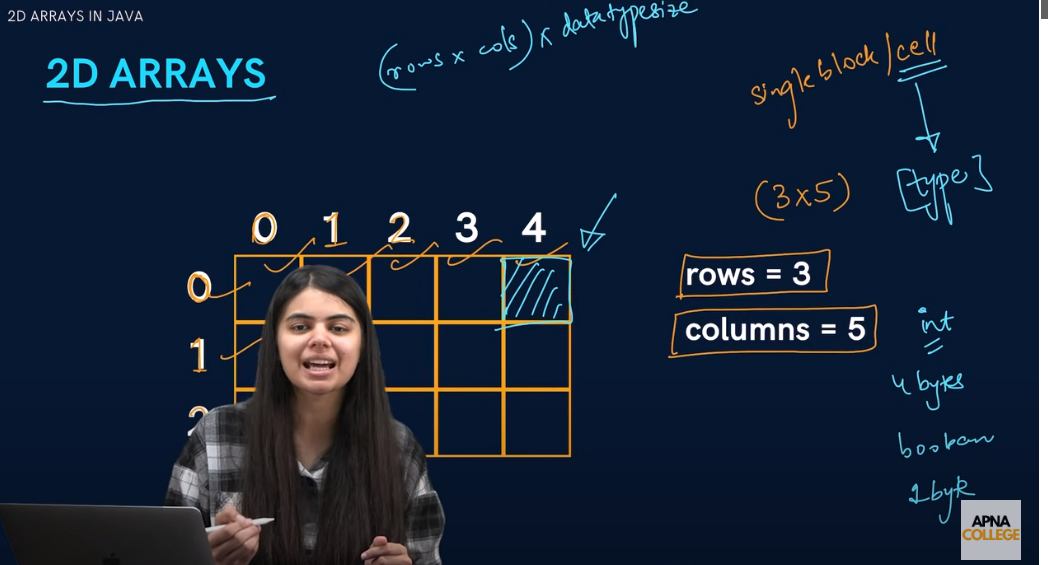 2D ARRAYS IN JAVA
2D ARRAYS
(rows x cols) x datatypesize
single block / cell
(3x5)
[type]
0 1 2 3 4
0
1
2
rows = 3
columns = 5
int
4 bytes
boolean
1 byte
APNA
COLLEGE